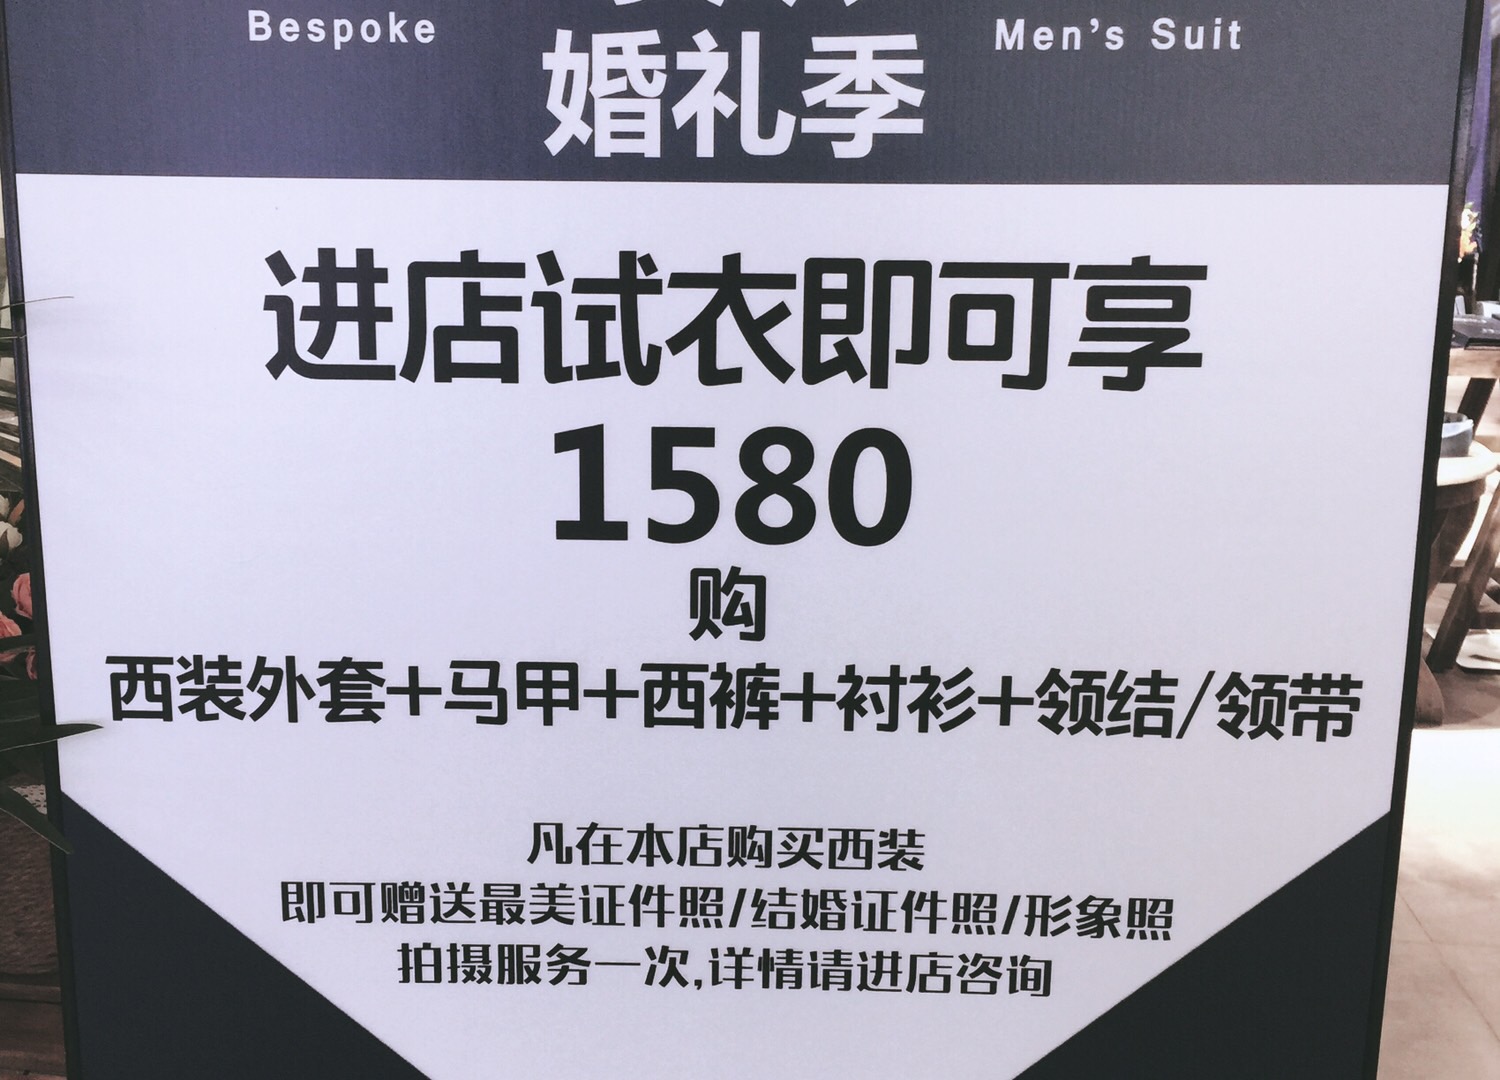 Bespoke
Men's Suit
婚礼季
进店试衣即可享
1580
购
西装外套+马甲+西裤+衬衫+领结/领带
凡在本店购买西装
即可赠送最美证件照/结婚证件照/形象照
拍摄服务一次,详情请进店咨询